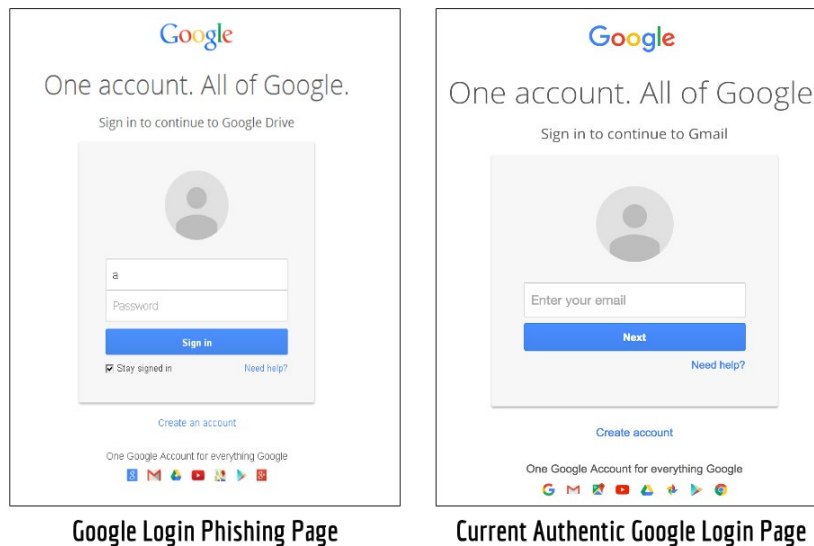 Google
One account. All of Google.
Sign in to continue to Google Drive
a
Password
Sign in
Stay signed in Need help?
Create an account
One Google Account for everything Google
Google Login Phishing Page
Google
One account. All of Google
Sign in to continue to Gmail
Enter your email
Next
Need help?
Create account
One Google Account for everything Google
Current Authentic Google Login Page